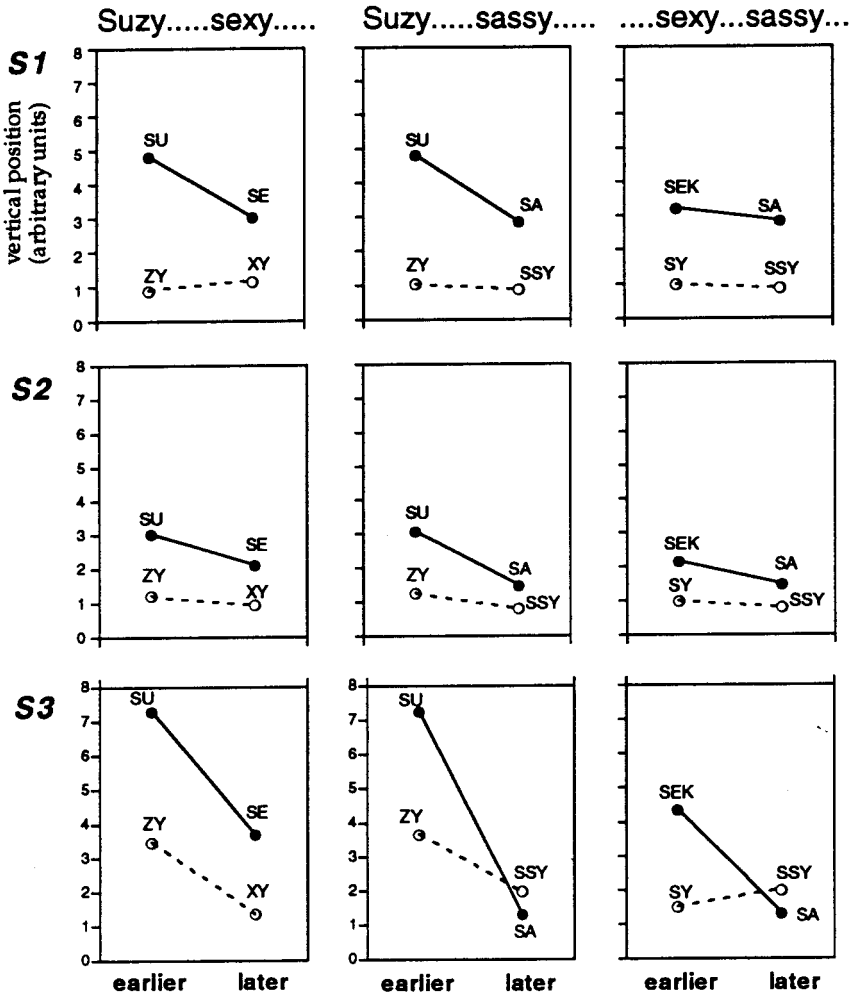 Suzy.....sexy..... Suzy.....sassy..... ....sexy...sassy...
S1
vertical position
(arbitrary units)
8 7 6 5 4 3 2 1 0
SU SE ZY XY
SU SA ZY SSY
SEK SA SY SSY
S2
8 7 6 5 4 3 2 1 0
SU SE ZY XY
SU SA ZY SSY
SEK SA SY SSY
S3
8 7 6 5 4 3 2 1 0
SU SE ZY XY
8 7 6 5 4 3 2 1 0
SU ZY SSY SA
SEK SSY SY SA
earlier later earlier later earlier later